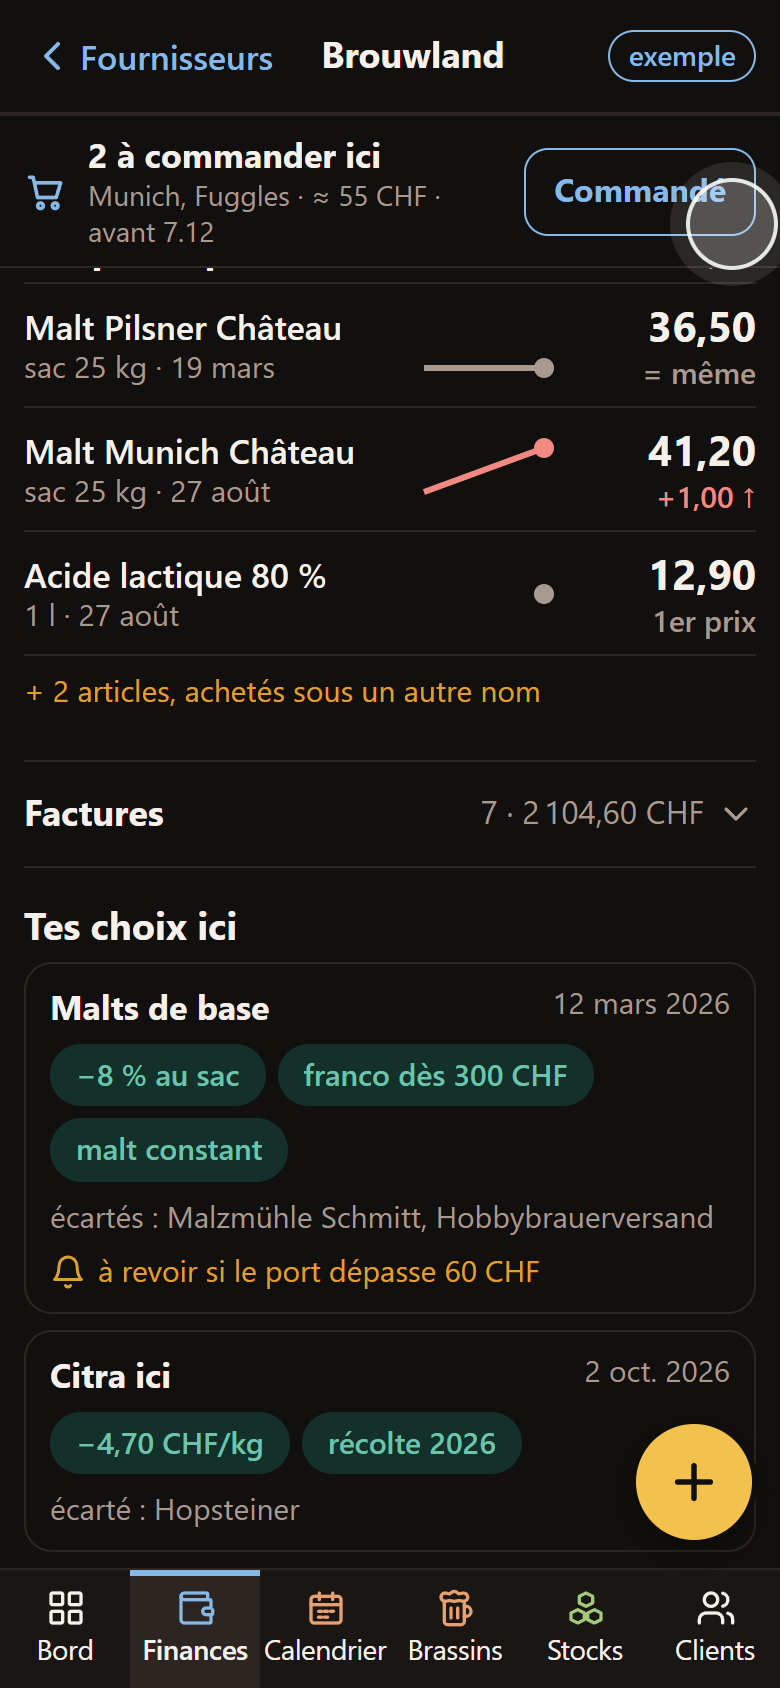 Fournisseurs
Brouwland
exemple
2 à commander ici
Munich, Fuggles · ≈ 55 CHF ·
avant 7.12
Commandé
Malt Pilsner Château
36,50
sac 25 kg · 19 mars
= même
Malt Munich Château
41,20
sac 25 kg · 27 août
+1,00 ↑
Acide lactique 80 %
12,90
1 l · 27 août
1er prix
+ 2 articles, achetés sous un autre nom
Factures
7 · 2 104,60 CHF
Tes choix ici
Malts de base
12 mars 2026
−8 % au sac
franco dès 300 CHF
malt constant
écartés : Malzmühle Schmitt, Hobbybrauerversand
à revoir si le port dépasse 60 CHF
Citra ici
2 oct. 2026
−4,70 CHF/kg
récolte 2026
écarté : Hopsteiner
Bord
Finances
Calendrier
Brassins
Stocks
Clients